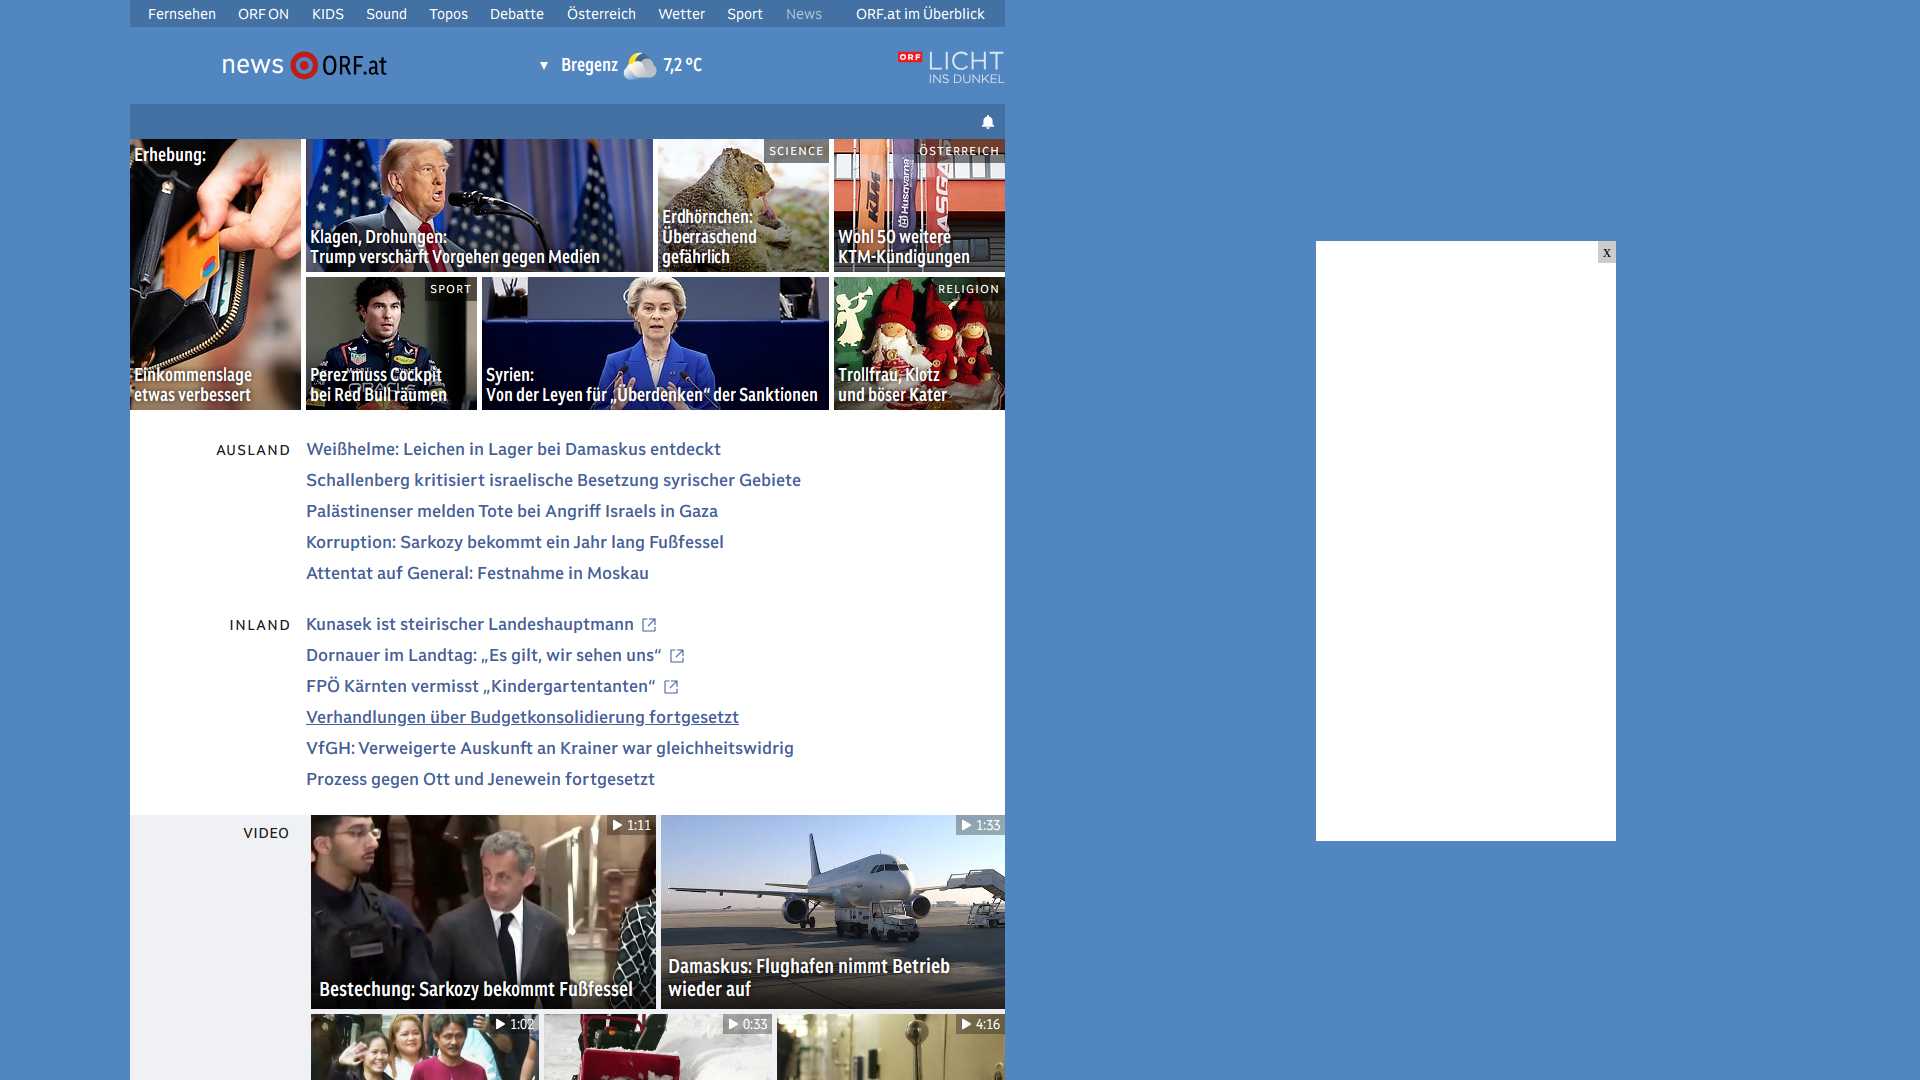 Fernsehen ORF ON KIDS Sound Topos Debatte Österreich Wetter Sport News ORF.at im Überblick
news ORF.at
▼ Bregenz 7,2 °C
ORF LICHT
INS DUNKEL
Erhebung:
Einkommenslage
etwas verbessert
Klagen, Drohungen:
Trump verschärft Vorgehen gegen Medien
SCIENCE
Erdhörnchen:
Überraschend
gefährlich
ÖSTERREICH
KTM
Husqvarna
GASGAS
Wohl 50 weitere
KTM-Kündigungen
SPORT
Perez muss Cockpit
bei Red Bull räumen
Syrien:
Von der Leyen für „Überdenken“ der Sanktionen
RELIGION
Trollfrau, Klotz
und böser Kater
x
AUSLAND
Weißhelme: Leichen in Lager bei Damaskus entdeckt
Schallenberg kritisiert israelische Besetzung syrischer Gebiete
Palästinenser melden Tote bei Angriff Israels in Gaza
Korruption: Sarkozy bekommt ein Jahr lang Fußfessel
Attentat auf General: Festnahme in Moskau
INLAND
Kunasek ist steirischer Landeshauptmann
Dornauer im Landtag: „Es gilt, wir sehen uns“
FPÖ Kärnten vermisst „Kindergartentanten“
Verhandlungen über Budgetkonsolidierung fortgesetzt
VfGH: Verweigerte Auskunft an Krainer war gleichheitswidrig
Prozess gegen Ott und Jenewein fortgesetzt
VIDEO
1:11
Bestechung: Sarkozy bekommt Fußfessel
1:33
Damaskus: Flughafen nimmt Betrieb
wieder auf
1:02
0:33
4:16